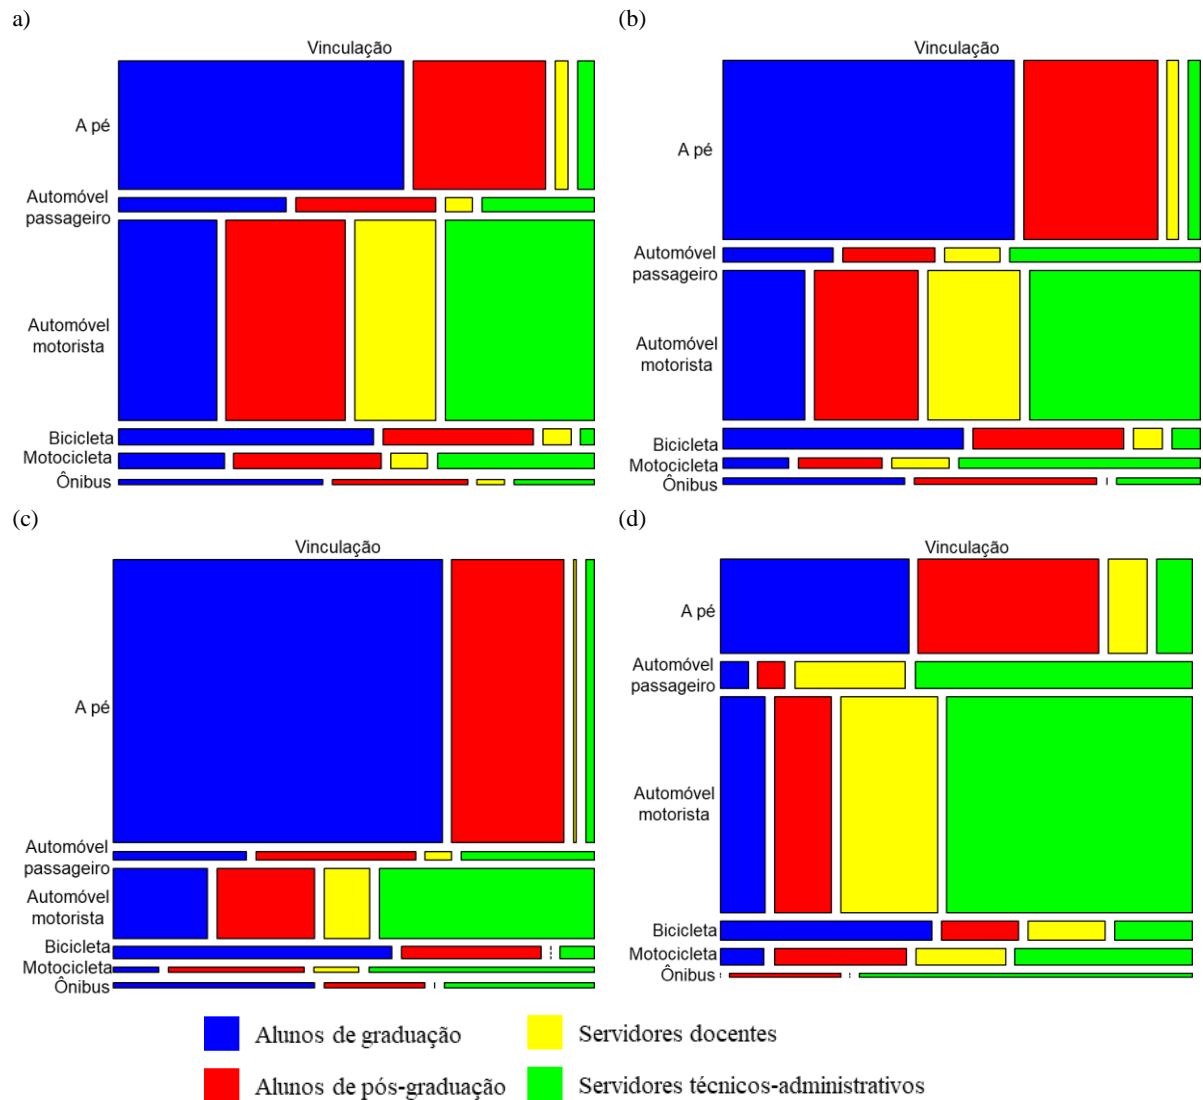 a)
(b)
Vinculação
A pé
Automóvel
passageiro
Automóvel
motorista
Bicicleta
Motocicleta
Ônibus
Vinculação
A pé
Automóvel
passageiro
Automóvel
motorista
Bicicleta
Motocicleta
Ônibus
(c)
(d)
Vinculação
A pé
Automóvel
passageiro
Automóvel
motorista
Bicicleta
Motocicleta
Ônibus
Vinculação
A pé
Automóvel
passageiro
Automóvel
motorista
Bicicleta
Motocicleta
Ônibus
Alunos de graduação
Servidores docentes
Alunos de pós-graduação
Servidores técnicos-administrativos